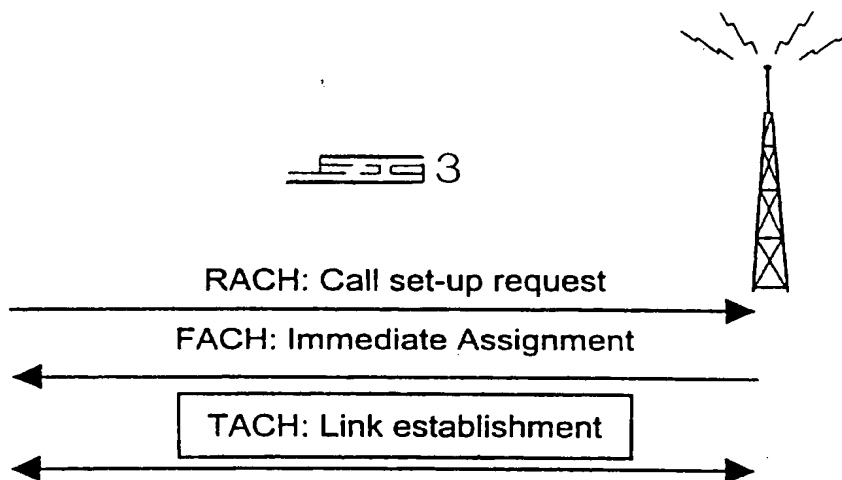 3
RACH: Call set-up request
FACH: Immediate Assignment
TACH: Link establishment